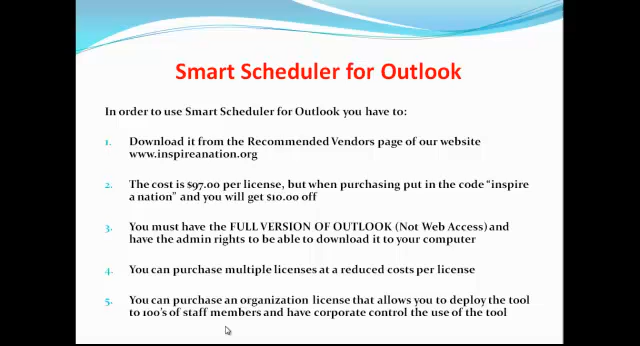 Smart Scheduler for Outlook
In order to use Smart Scheduler for Outlook you have to:
1. Download it from the Recommended Vendors page of our website
www.inspireanation.org
2. The cost is $97.00 per license, but when purchasing put in the code “inspire
a nation” and you will get $10.00 off
3. You must have the FULL VERSION OF OUTLOOK (Not Web Access) and
have the admin rights to be able to download it to your computer
4. You can purchase multiple licenses at a reduced costs per license
5. You can purchase an organization license that allows you to deploy the tool
to 100’s of staff members and have corporate control the use of the tool